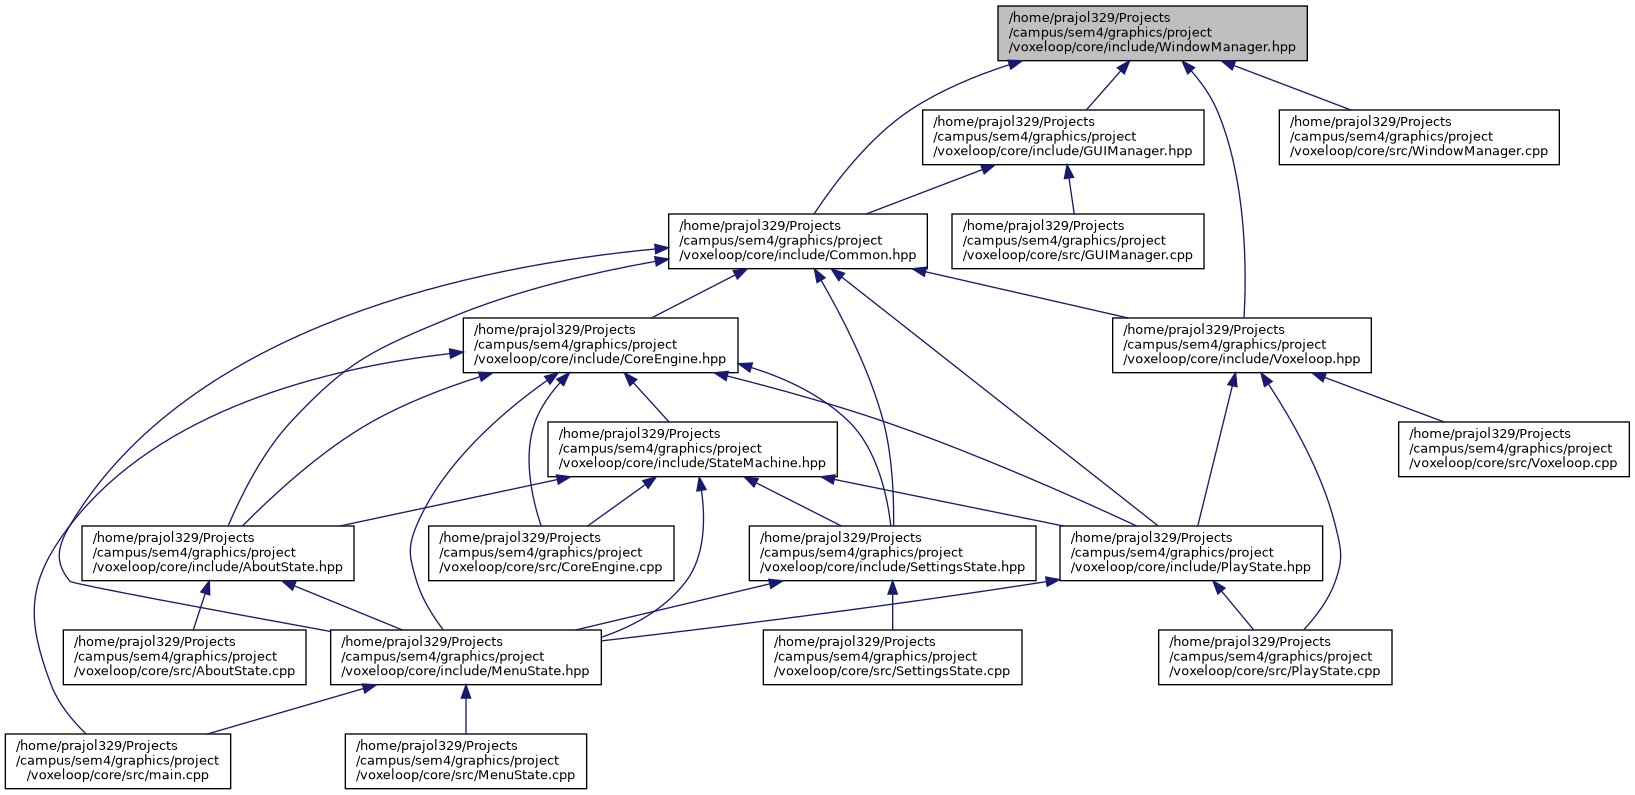 /home/prajol329/Projects
/campus/sem4/graphics/project
/voxeloop/core/include/WindowManager.hpp
/home/prajol329/Projects
/campus/sem4/graphics/project
/voxeloop/core/include/GUIManager.hpp
/home/prajol329/Projects
/campus/sem4/graphics/project
/voxeloop/core/src/WindowManager.cpp
/home/prajol329/Projects
/campus/sem4/graphics/project
/voxeloop/core/include/Common.hpp
/home/prajol329/Projects
/campus/sem4/graphics/project
/voxeloop/core/src/GUIManager.cpp
/home/prajol329/Projects
/campus/sem4/graphics/project
/voxeloop/core/include/CoreEngine.hpp
/home/prajol329/Projects
/campus/sem4/graphics/project
/voxeloop/core/include/Voxeloop.hpp
/home/prajol329/Projects
/campus/sem4/graphics/project
/voxeloop/core/include/StateMachine.hpp
/home/prajol329/Projects
/campus/sem4/graphics/project
/voxeloop/core/src/Voxeloop.cpp
/home/prajol329/Projects
/campus/sem4/graphics/project
/voxeloop/core/include/AboutState.hpp
/home/prajol329/Projects
/campus/sem4/graphics/project
/voxeloop/core/src/CoreEngine.cpp
/home/prajol329/Projects
/campus/sem4/graphics/project
/voxeloop/core/include/SettingsState.hpp
/home/prajol329/Projects
/campus/sem4/graphics/project
/voxeloop/core/include/PlayState.hpp
/home/prajol329/Projects
/campus/sem4/graphics/project
/voxeloop/core/src/AboutState.cpp
/home/prajol329/Projects
/campus/sem4/graphics/project
/voxeloop/core/include/MenuState.hpp
/home/prajol329/Projects
/campus/sem4/graphics/project
/voxeloop/core/src/SettingsState.cpp
/home/prajol329/Projects
/campus/sem4/graphics/project
/voxeloop/core/src/PlayState.cpp
/home/prajol329/Projects
/campus/sem4/graphics/project
/voxeloop/core/src/main.cpp
/home/prajol329/Projects
/campus/sem4/graphics/project
/voxeloop/core/src/MenuState.cpp